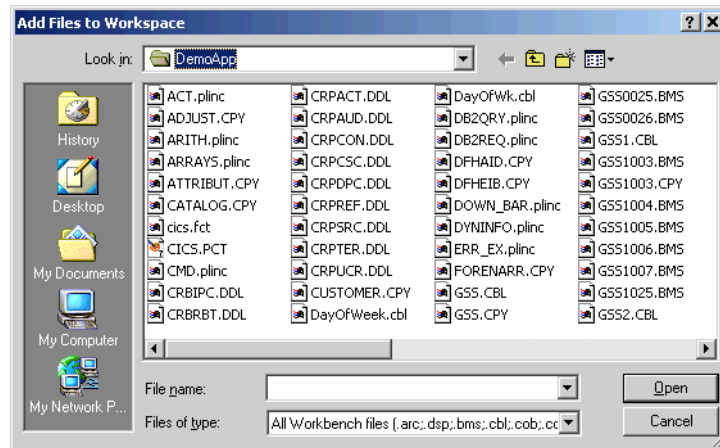 Add Files to Workspace
Look in: DemoApp
History
Desktop
My Documents
My Computer
My Network P...
ACT.plinc
ADJUST.CPY
ARITH.plinc
ARRAYS.plinc
ATTRIBUT.CPY
CATALOG.CPY
cics.fct
CICS.PCT
CMD.plinc
CRBIPC.DDL
CRBRBT.DDL
CRPACT.DDL
CRPAUD.DDL
CRPCON.DDL
CRPCSC.DDL
CRPDPC.DDL
CRPREF.DDL
CRPSRC.DDL
CRPTER.DDL
CRPUCR.DDL
CUSTOMER.CPY
DayOfWeek.cbl
DayOfWk.cbl
DB2QRY.plinc
DB2REQ.plinc
DFHAID.CPY
DFHEIB.CPY
DOWN_BAR.plinc
DYNINFO.plinc
ERR_EX.plinc
FORENARR.CPY
GSS.CBL
GSS.CPY
GSS0025.BMS
GSS0026.BMS
GSS1.CBL
GSS1003.BMS
GSS1003.CPY
GSS1004.BMS
GSS1005.BMS
GSS1006.BMS
GSS1007.BMS
GSS1025.BMS
GSS2.CBL
File name:
Open
Files of type: All Workbench files (.arc;.dsp;.bms;.cbl;.cob;.cc
Cancel